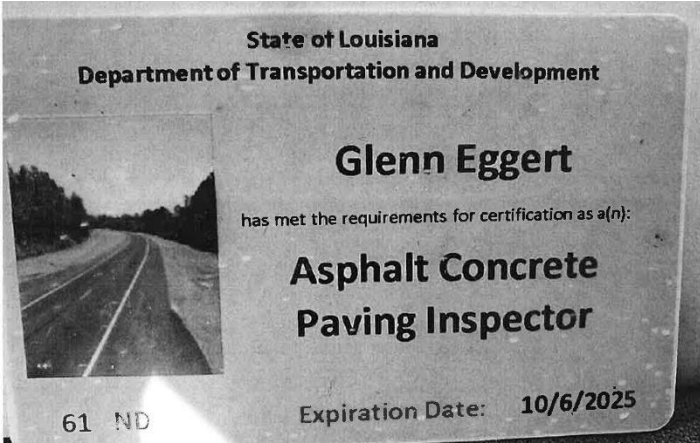 State of Louisiana
Department of Transportation and Development
Glenn Eggert
has met the requirements for certification as a(n):
Asphalt Concrete
Paving Inspector
61 ND
Expiration Date: 10/6/2025